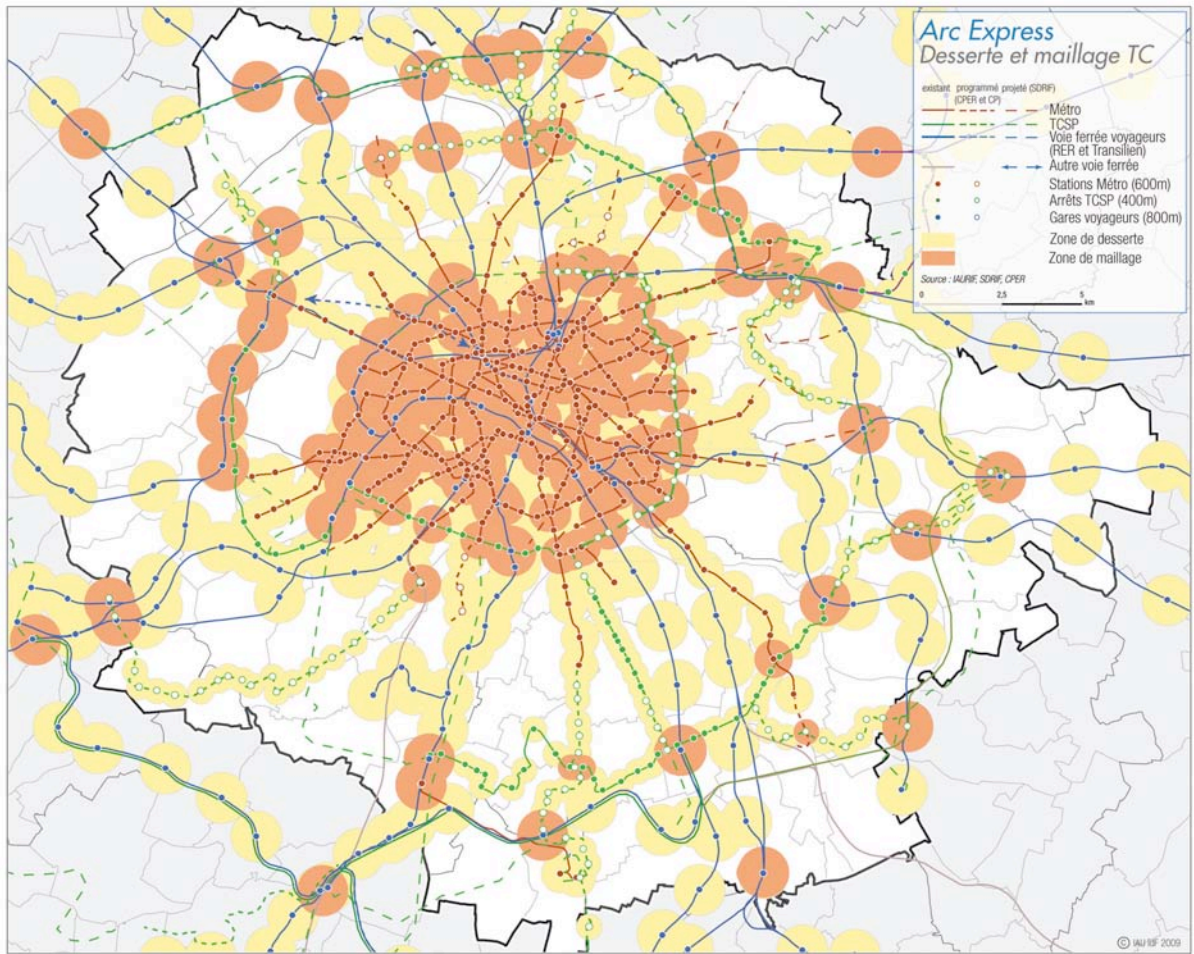 Arc Express
Desserte et maillage TC
existant programmé projeté (SDRIF)
(CPER et CP)
Métro
TCSP
Voie ferrée voyageurs
(RER et Transilien)
Autre voie ferrée
Stations Métro (600m)
Arrêts TCSP (400m)
Gares voyageurs (800m)
Zone de desserte
Zone de maillage
Source : IAURIF, SDRIF, CPER
0 2,5 5
km
© IAU IdF 2009